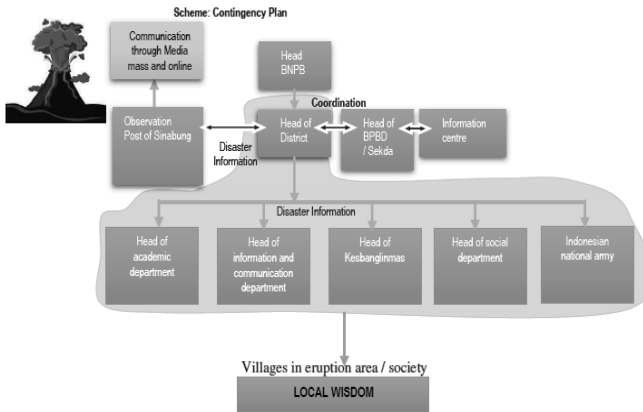 Scheme: Contingency Plan
Communication
through Media
mass and online
Head
BNPB
Coordination
Observation
Post of Sinabung
Disaster
Information
Head of
District
Head of
BPBD
/ Sekda
Information
centre
Disaster Information
Head of
academic
department
Head of
information and
communication
department
Head of
Kesbanglinmas
Head of social
department
Indonesian
national army
Villages in eruption area / society
LOCAL WISDOM